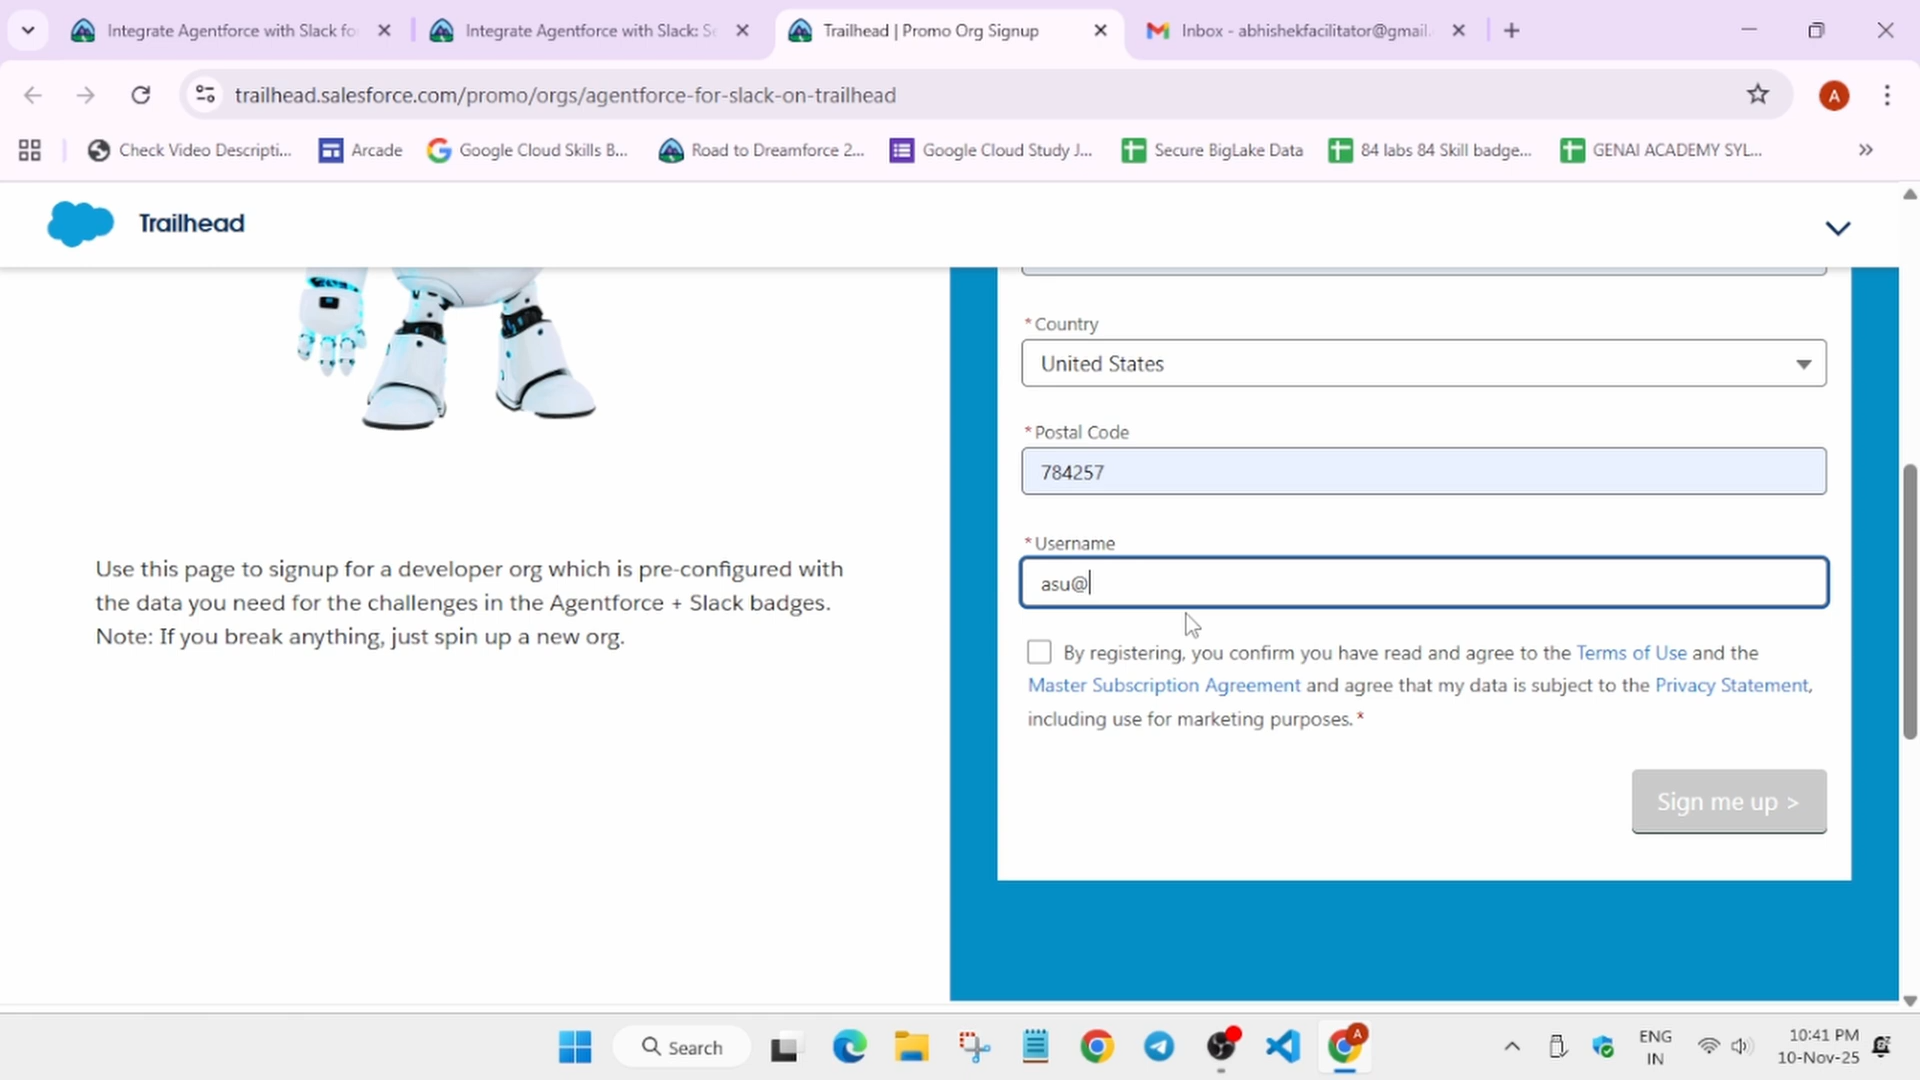 Integrate Agentforce with Slack fo
Integrate Agentforce with Slack: Se
Trailhead | Promo Org Signup
Inbox - abhishekfacilitator@gmail.
trailhead.salesforce.com/promo/orgs/agentforce-for-slack-on-trailhead
A
Check Video Descripti...
Arcade
Google Cloud Skills B...
Road to Dreamforce 2...
Google Cloud Study J...
Secure BigLake Data
84 labs 84 Skill badge...
GENAI ACADEMY SYL...
Trailhead
Use this page to signup for a developer org which is pre-configured with
the data you need for the challenges in the Agentforce + Slack badges.
Note: If you break anything, just spin up a new org.
* Country
United States
* Postal Code
784257
* Username
asu@
By registering, you confirm you have read and agree to the Terms of Use and the
Master Subscription Agreement and agree that my data is subject to the Privacy Statement,
including use for marketing purposes. *
Sign me up >
Search
A
ENG
IN
10:41 PM
10-Nov-25